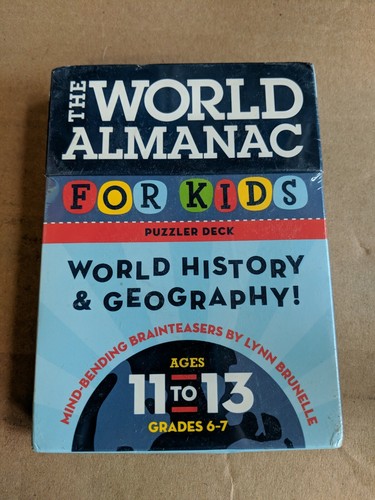 THE WORLD
ALMANAC
FOR KIDS
PUZZLER DECK
WORLD HISTORY
& GEOGRAPHY!
MIND-BENDING BRAINTEASERS BY LYNN BRUNELLE
AGES
11 TO 13
GRADES 6-7